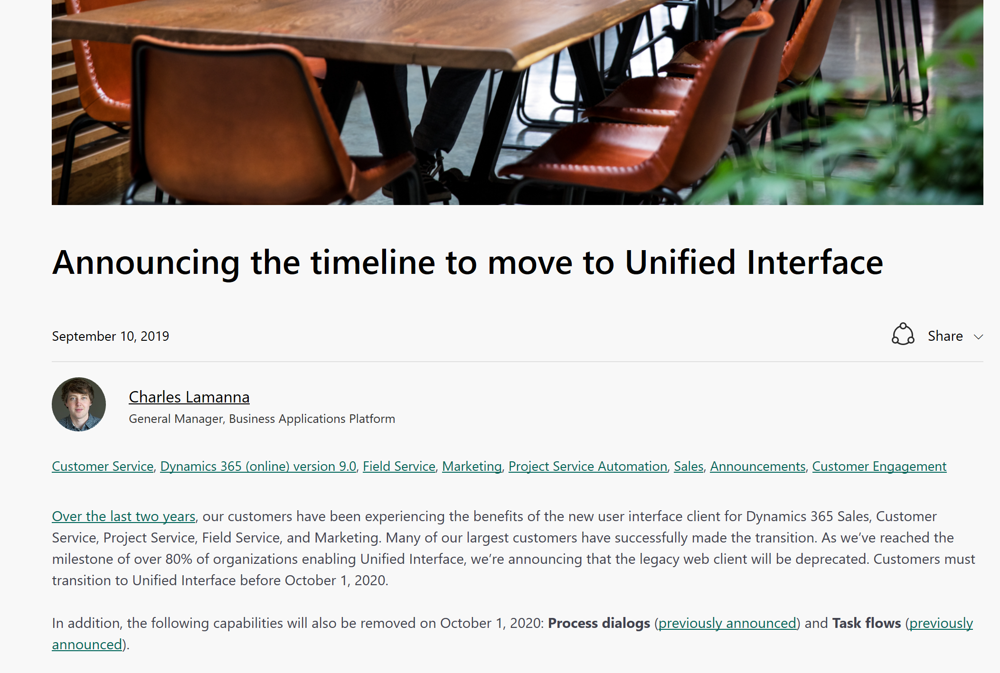 Announcing the timeline to move to Unified Interface
September 10, 2019
Share
Charles Lamanna
General Manager, Business Applications Platform
Customer Service, Dynamics 365 (online) version 9.0, Field Service, Marketing, Project Service Automation, Sales, Announcements, Customer Engagement
Over the last two years, our customers have been experiencing the benefits of the new user interface client for Dynamics 365 Sales, Customer
Service, Project Service, Field Service, and Marketing. Many of our largest customers have successfully made the transition. As we’ve reached the
milestone of over 80% of organizations enabling Unified Interface, we’re announcing that the legacy web client will be deprecated. Customers must
transition to Unified Interface before October 1, 2020.
In addition, the following capabilities will also be removed on October 1, 2020: Process dialogs (previously announced) and Task flows (previously
announced).